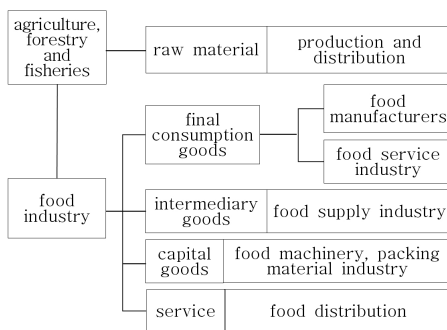 agriculture,
forestry
and
fisheries
raw material
production and
distribution
final
consumption
goods
food
manufacturers
food service
industry
food
industry
intermediary
goods
food supply industry
capital
goods
food machinery, packing
material industry
service
food distribution